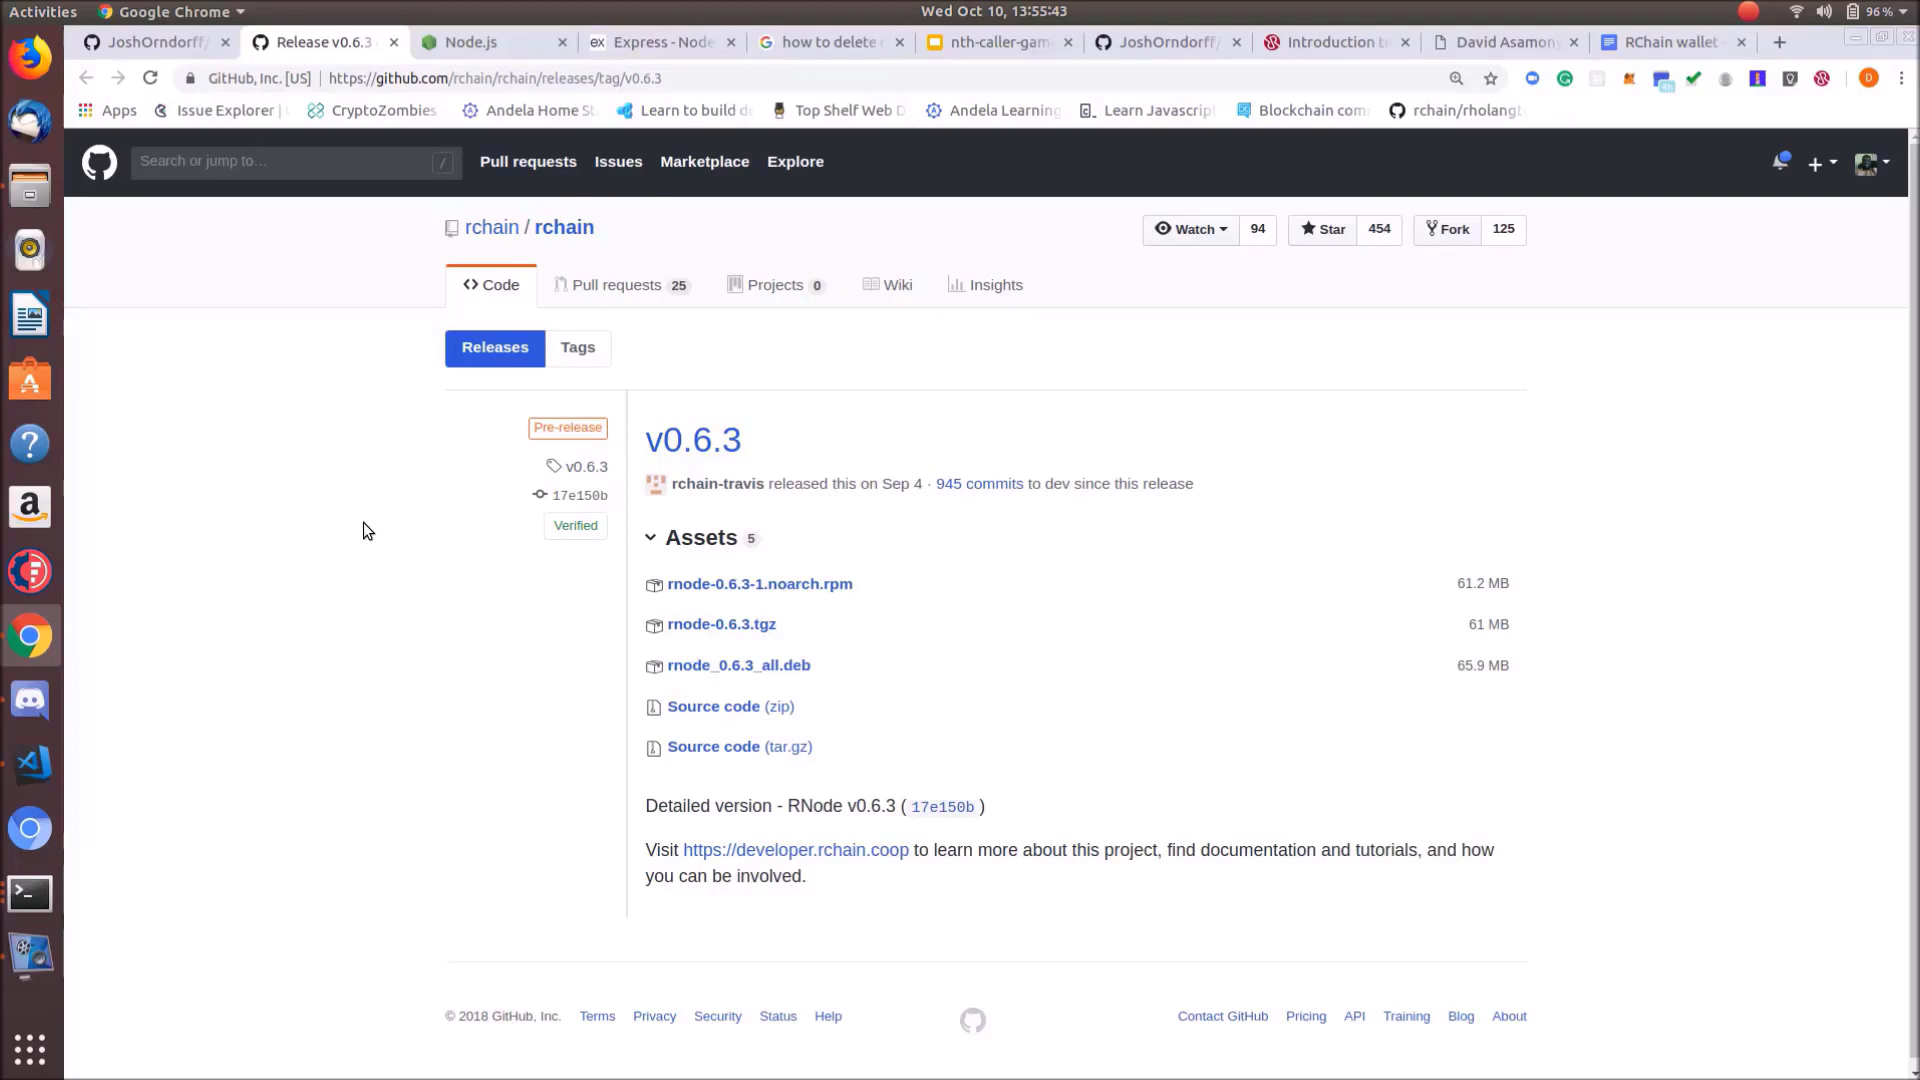 Activities
Google Chrome
Wed Oct 10, 13:55:43
96%
JoshOrndorff/
Release v0.6.3
Node.js
Express - Node
how to delete
nth-caller-gam
JoshOrndorff/
Introduction to
David Asamony
RChain wallet
GitHub, Inc. [US] | https://github.com/rchain/rchain/releases/tag/v0.6.3
Apps
Issue Explorer |
CryptoZombies
Andela Home St
Learn to build d
Top Shelf Web D
Andela Learning
Learn Javascript
Blockchain com
rchain/rholangt
Search or jump to...
/
Pull requests
Issues
Marketplace
Explore
rchain / rchain
Watch 94
Star 454
Fork 125
Code
Pull requests 25
Projects 0
Wiki
Insights
Releases
Tags
Pre-release
v0.6.3
17e150b
Verified
v0.6.3
rchain-travis released this on Sep 4 · 945 commits to dev since this release
Assets 5
rnode-0.6.3-1.noarch.rpm 61.2 MB
rnode-0.6.3.tgz 61 MB
rnode_0.6.3_all.deb 65.9 MB
Source code (zip)
Source code (tar.gz)
Detailed version - RNode v0.6.3 ( 17e150b )
Visit https://developer.rchain.coop to learn more about this project, find documentation and tutorials, and how
you can be involved.
© 2018 GitHub, Inc.
Terms
Privacy
Security
Status
Help
Contact GitHub
Pricing
API
Training
Blog
About